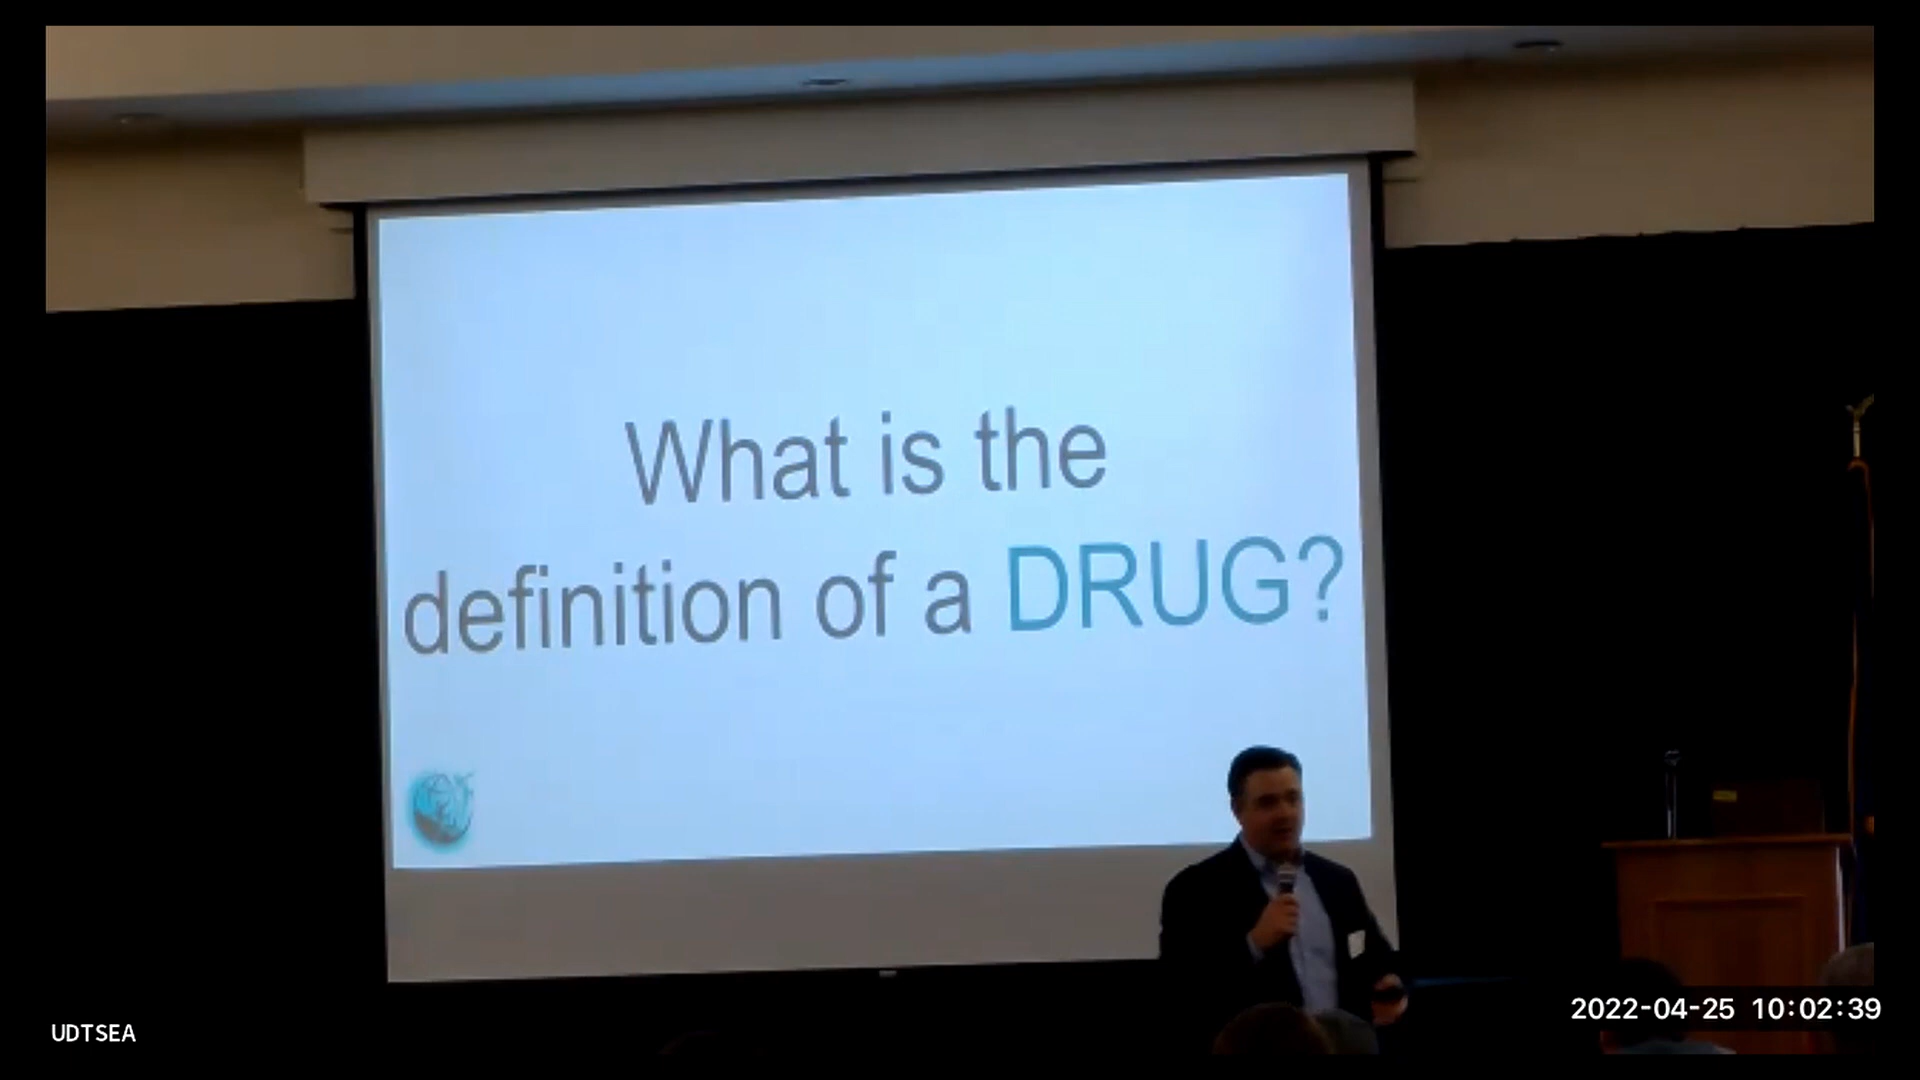 What is the
definition of a DRUG?
UDTSEA
2022-04-25 10:02:39